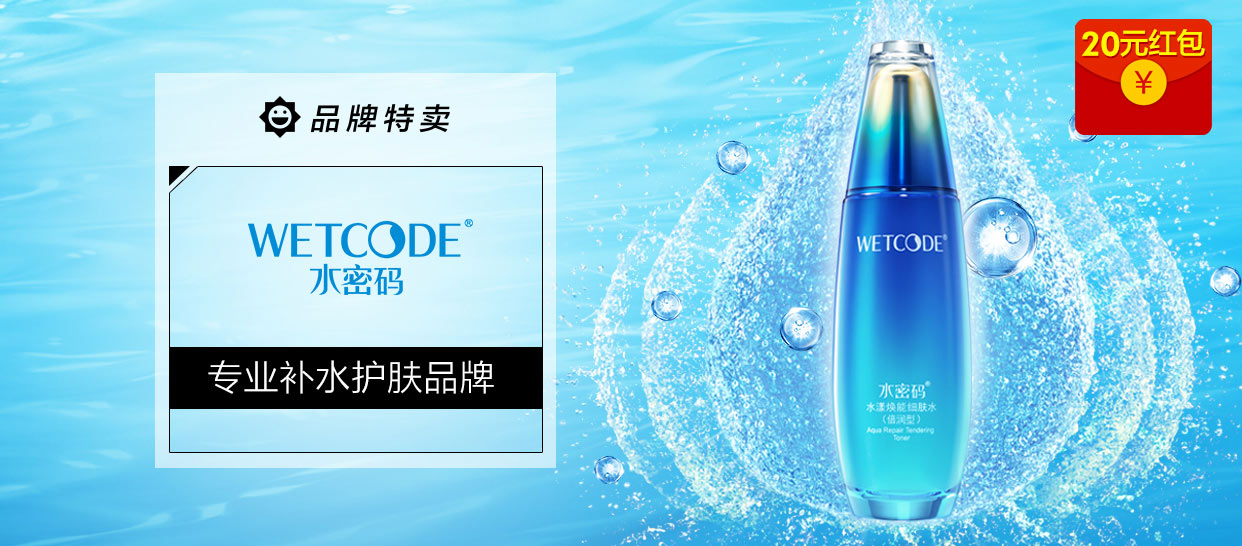 品牌特卖
WETCODE®
水密码
专业补水护肤品牌
20元红包
¥
WETCODE®
水密码®
水漾焕能细肤水
（倍润型）
Aqua Repair Tendering
Toner